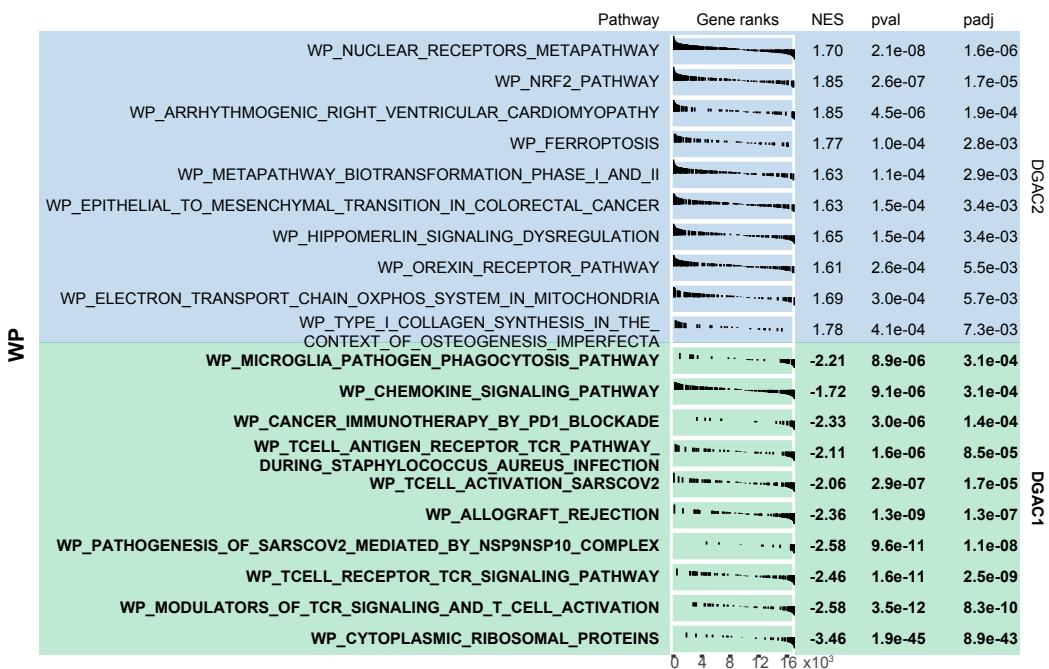 Pathway Gene ranks NES pval padj
WP_NUCLEAR_RECEPTORS_METAPATHWAY 1.70 2.1e-08 1.6e-06
WP_NRF2_PATHWAY 1.85 2.6e-07 1.7e-05
WP_ARRHYTHMOGENIC_RIGHT_VENTRICULAR_CARDIOMYOPATHY 1.85 4.5e-06 1.9e-04
WP_FERROPTOSIS 1.77 1.0e-04 2.8e-03
WP_METAPATHWAY_BIOTRANSFORMATION_PHASE_I_AND_II 1.63 1.1e-04 2.9e-03
WP_EPITHELIAL_TO_MESENCHYMAL_TRANSITION_IN_COLORECTAL_CANCER 1.63 1.5e-04 3.4e-03
WP_HIPPOMERLIN_SIGNALING_DYSREGULATION 1.65 1.5e-04 3.4e-03
WP_OREXIN_RECEPTOR_PATHWAY 1.61 2.6e-04 5.5e-03
WP_ELECTRON_TRANSPORT_CHAIN_OXPHOS_SYSTEM_IN_MITOCHONDRIA 1.69 3.0e-04 5.7e-03
WP_TYPE_I_COLLAGEN_SYNTHESIS_IN_THE_
CONTEXT_OF_OSTEOGENESIS_IMPERFECTA 1.78 4.1e-04 7.3e-03
DGAC2
WP
WP_MICROGLIA_PATHOGEN_PHAGOCYTOSIS_PATHWAY -2.21 8.9e-06 3.1e-04
WP_CHEMOKINE_SIGNALING_PATHWAY -1.72 9.1e-06 3.1e-04
WP_CANCER_IMMUNOTHERAPY_BY_PD1_BLOCKADE -2.33 3.0e-06 1.4e-04
WP_TCELL_ANTIGEN_RECEPTOR_TCR_PATHWAY_
DURING_STAPHYLOCOCCUS_AUREUS_INFECTION -2.11 1.6e-06 8.5e-05
WP_TCELL_ACTIVATION_SARSCOV2 -2.06 2.9e-07 1.7e-05
WP_ALLOGRAFT_REJECTION -2.36 1.3e-09 1.3e-07
WP_PATHOGENESIS_OF_SARSCOV2_MEDIATED_BY_NSP9NSP10_COMPLEX -2.58 9.6e-11 1.1e-08
WP_TCELL_RECEPTOR_TCR_SIGNALING_PATHWAY -2.46 1.6e-11 2.5e-09
WP_MODULATORS_OF_TCR_SIGNALING_AND_T_CELL_ACTIVATION -2.58 3.5e-12 8.3e-10
WP_CYTOPLASMIC_RIBOSOMAL_PROTEINS -3.46 1.9e-45 8.9e-43
DGAC1
0 4 8 12 16 x10³